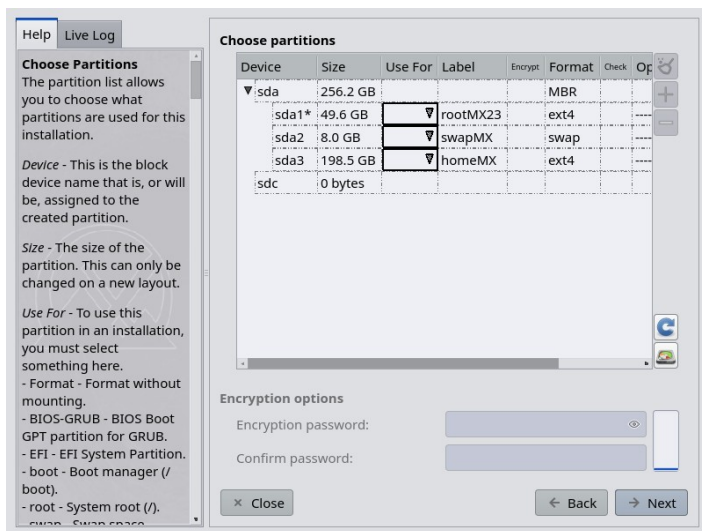 Help
Live Log
Choose Partitions
The partition list allows
you to choose what
partitions are used for this
installation.
Device - This is the block
device name that is, or will
be, assigned to the
created partition.
Size - The size of the
partition. This can only be
changed on a new layout.
Use For - To use this
partition in an installation,
you must select
something here.
- Format - Format without
mounting.
- BIOS-GRUB - BIOS Boot
GPT partition for GRUB.
- EFI - EFI System Partition.
- boot - Boot manager (/
boot).
- root - System root (/).
- swap - Swap space
Choose partitions
Device Size Use For Label Encrypt Format Check Op
sda 256.2 GB MBR
sda1* 49.6 GB rootMX23 ext4 ----
sda2 8.0 GB swapMX swap ----
sda3 198.5 GB homeMX ext4 ----
sdc 0 bytes
Encryption options
Encryption password:
Confirm password:
Close
Back
Next